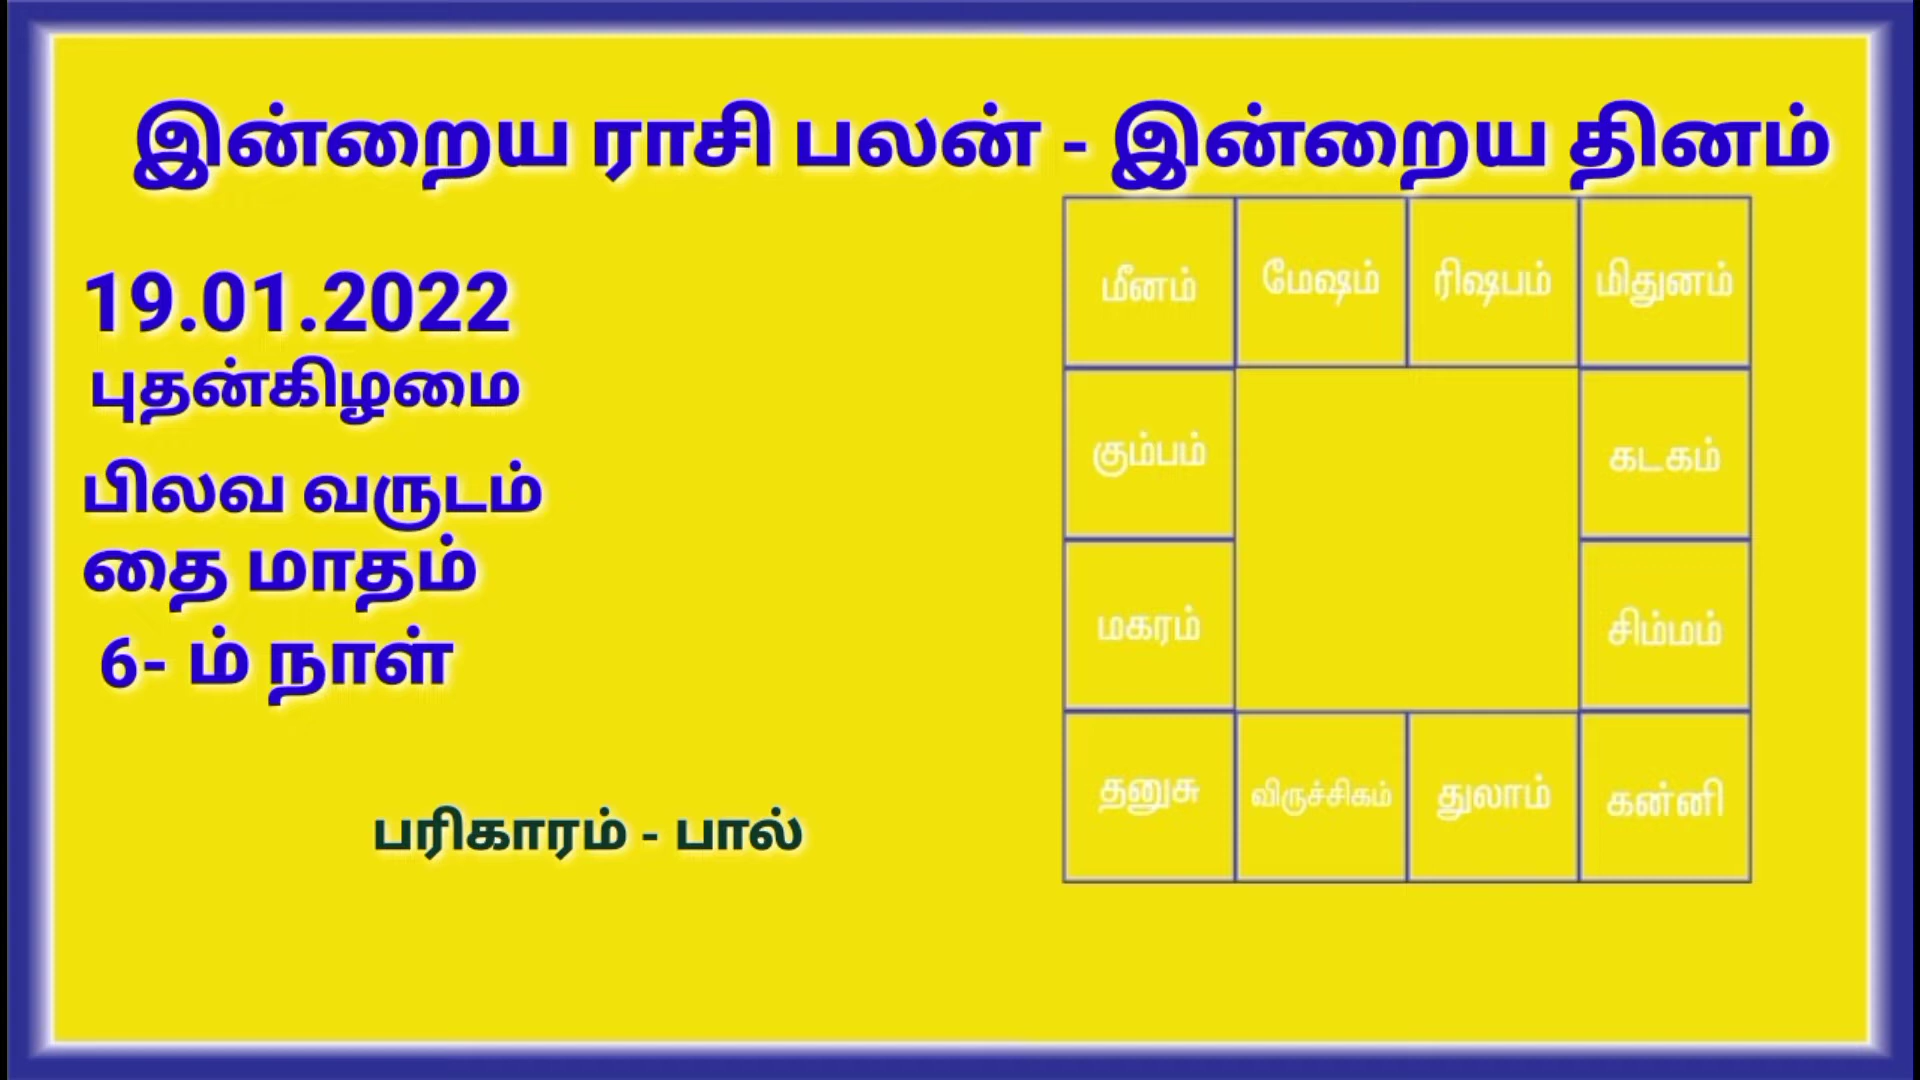 இன்றைய ராசி பலன் - இன்றைய தினம்
19.01.2022
புதன்கிழமை
பிலவ வருடம்
தை மாதம்
6- ம் நாள்
பரிகாரம் - பால்
மீனம் மேஷம் ரிஷபம் மிதுனம்
கும்பம் கடகம்
மகரம் சிம்மம்
தனுசு விருச்சிகம் துலாம் கன்னி